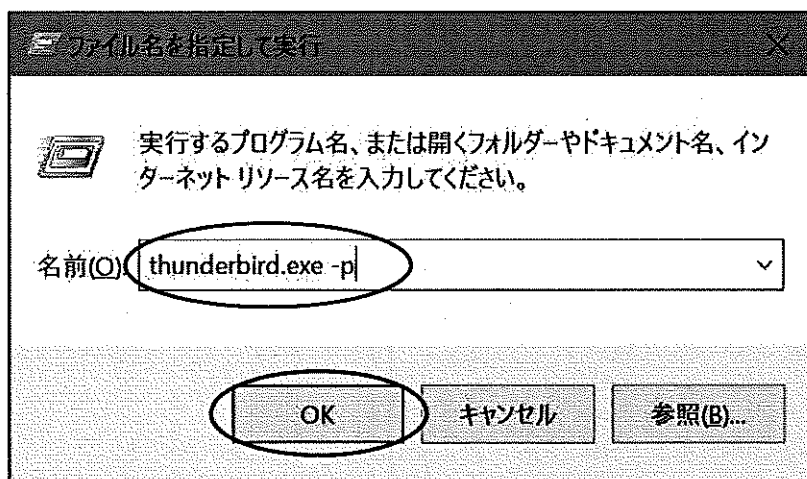 ファイル名を指定して実行
実行するプログラム名、または開くフォルダーやドキュメント名、イン
ターネット リソース名を入力してください。
名前(O): thunderbird.exe -p
OK キャンセル 参照(B)...